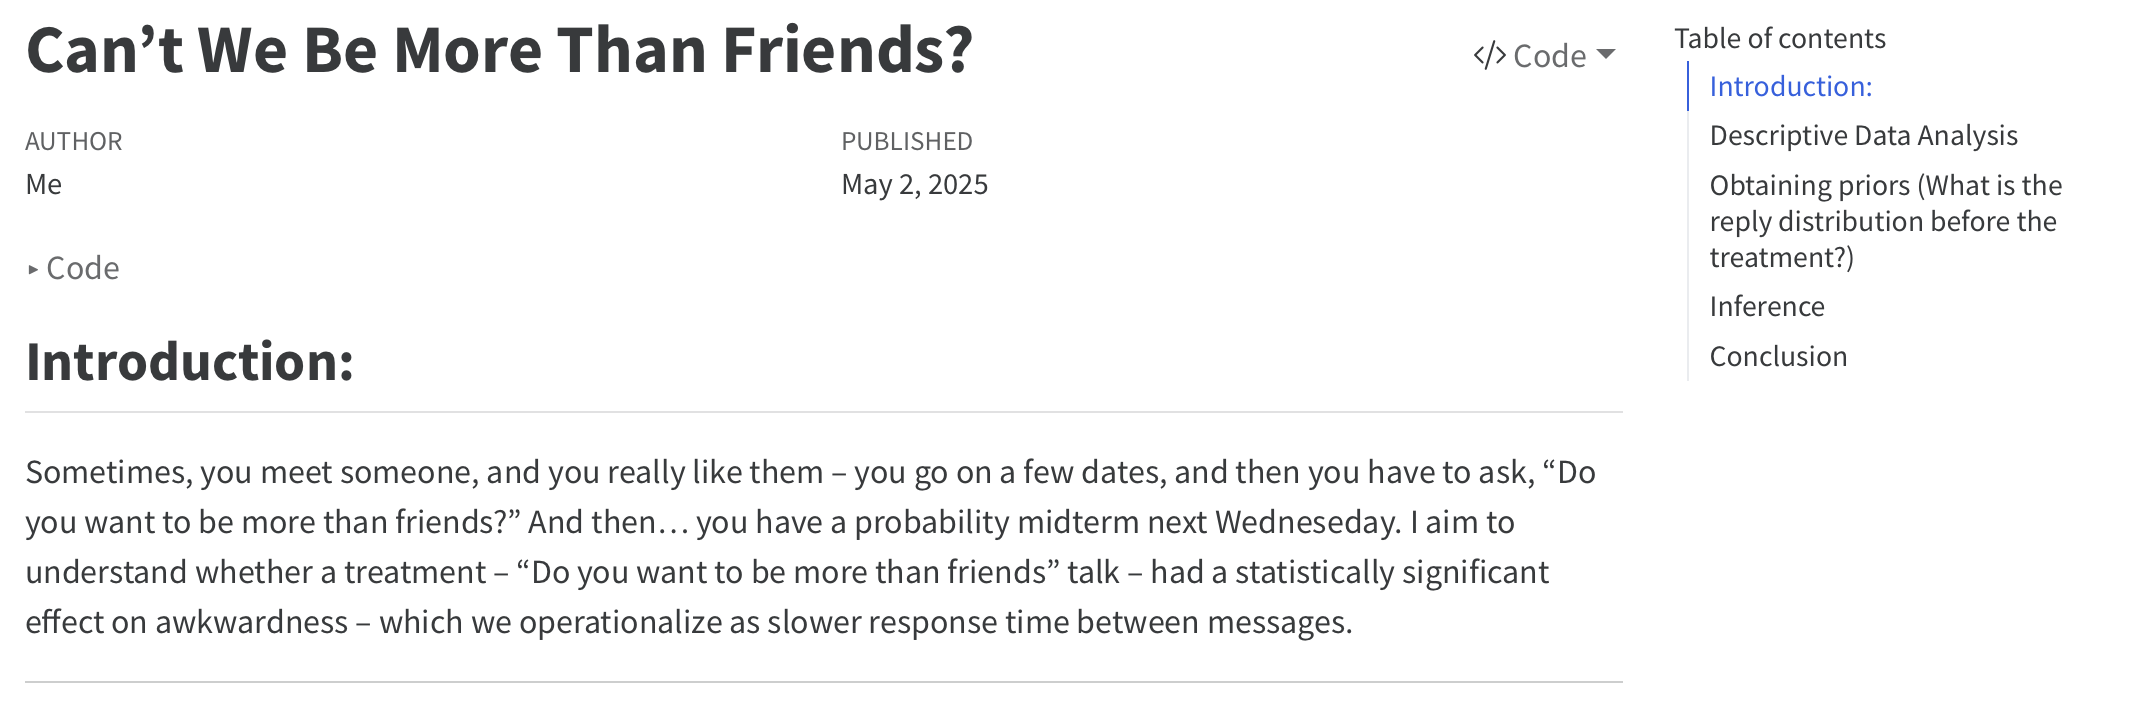 Can’t We Be More Than Friends?
</> Code
AUTHOR
Me
PUBLISHED
May 2, 2025
Code
Introduction:
Sometimes, you meet someone, and you really like them – you go on a few dates, and then you have to ask, “Do
you want to be more than friends?” And then… you have a probability midterm next Wedneseday. I aim to
understand whether a treatment – “Do you want to be more than friends” talk – had a statistically significant
effect on awkwardness – which we operationalize as slower response time between messages.
Table of contents
Introduction:
Descriptive Data Analysis
Obtaining priors (What is the
reply distribution before the
treatment?)
Inference
Conclusion